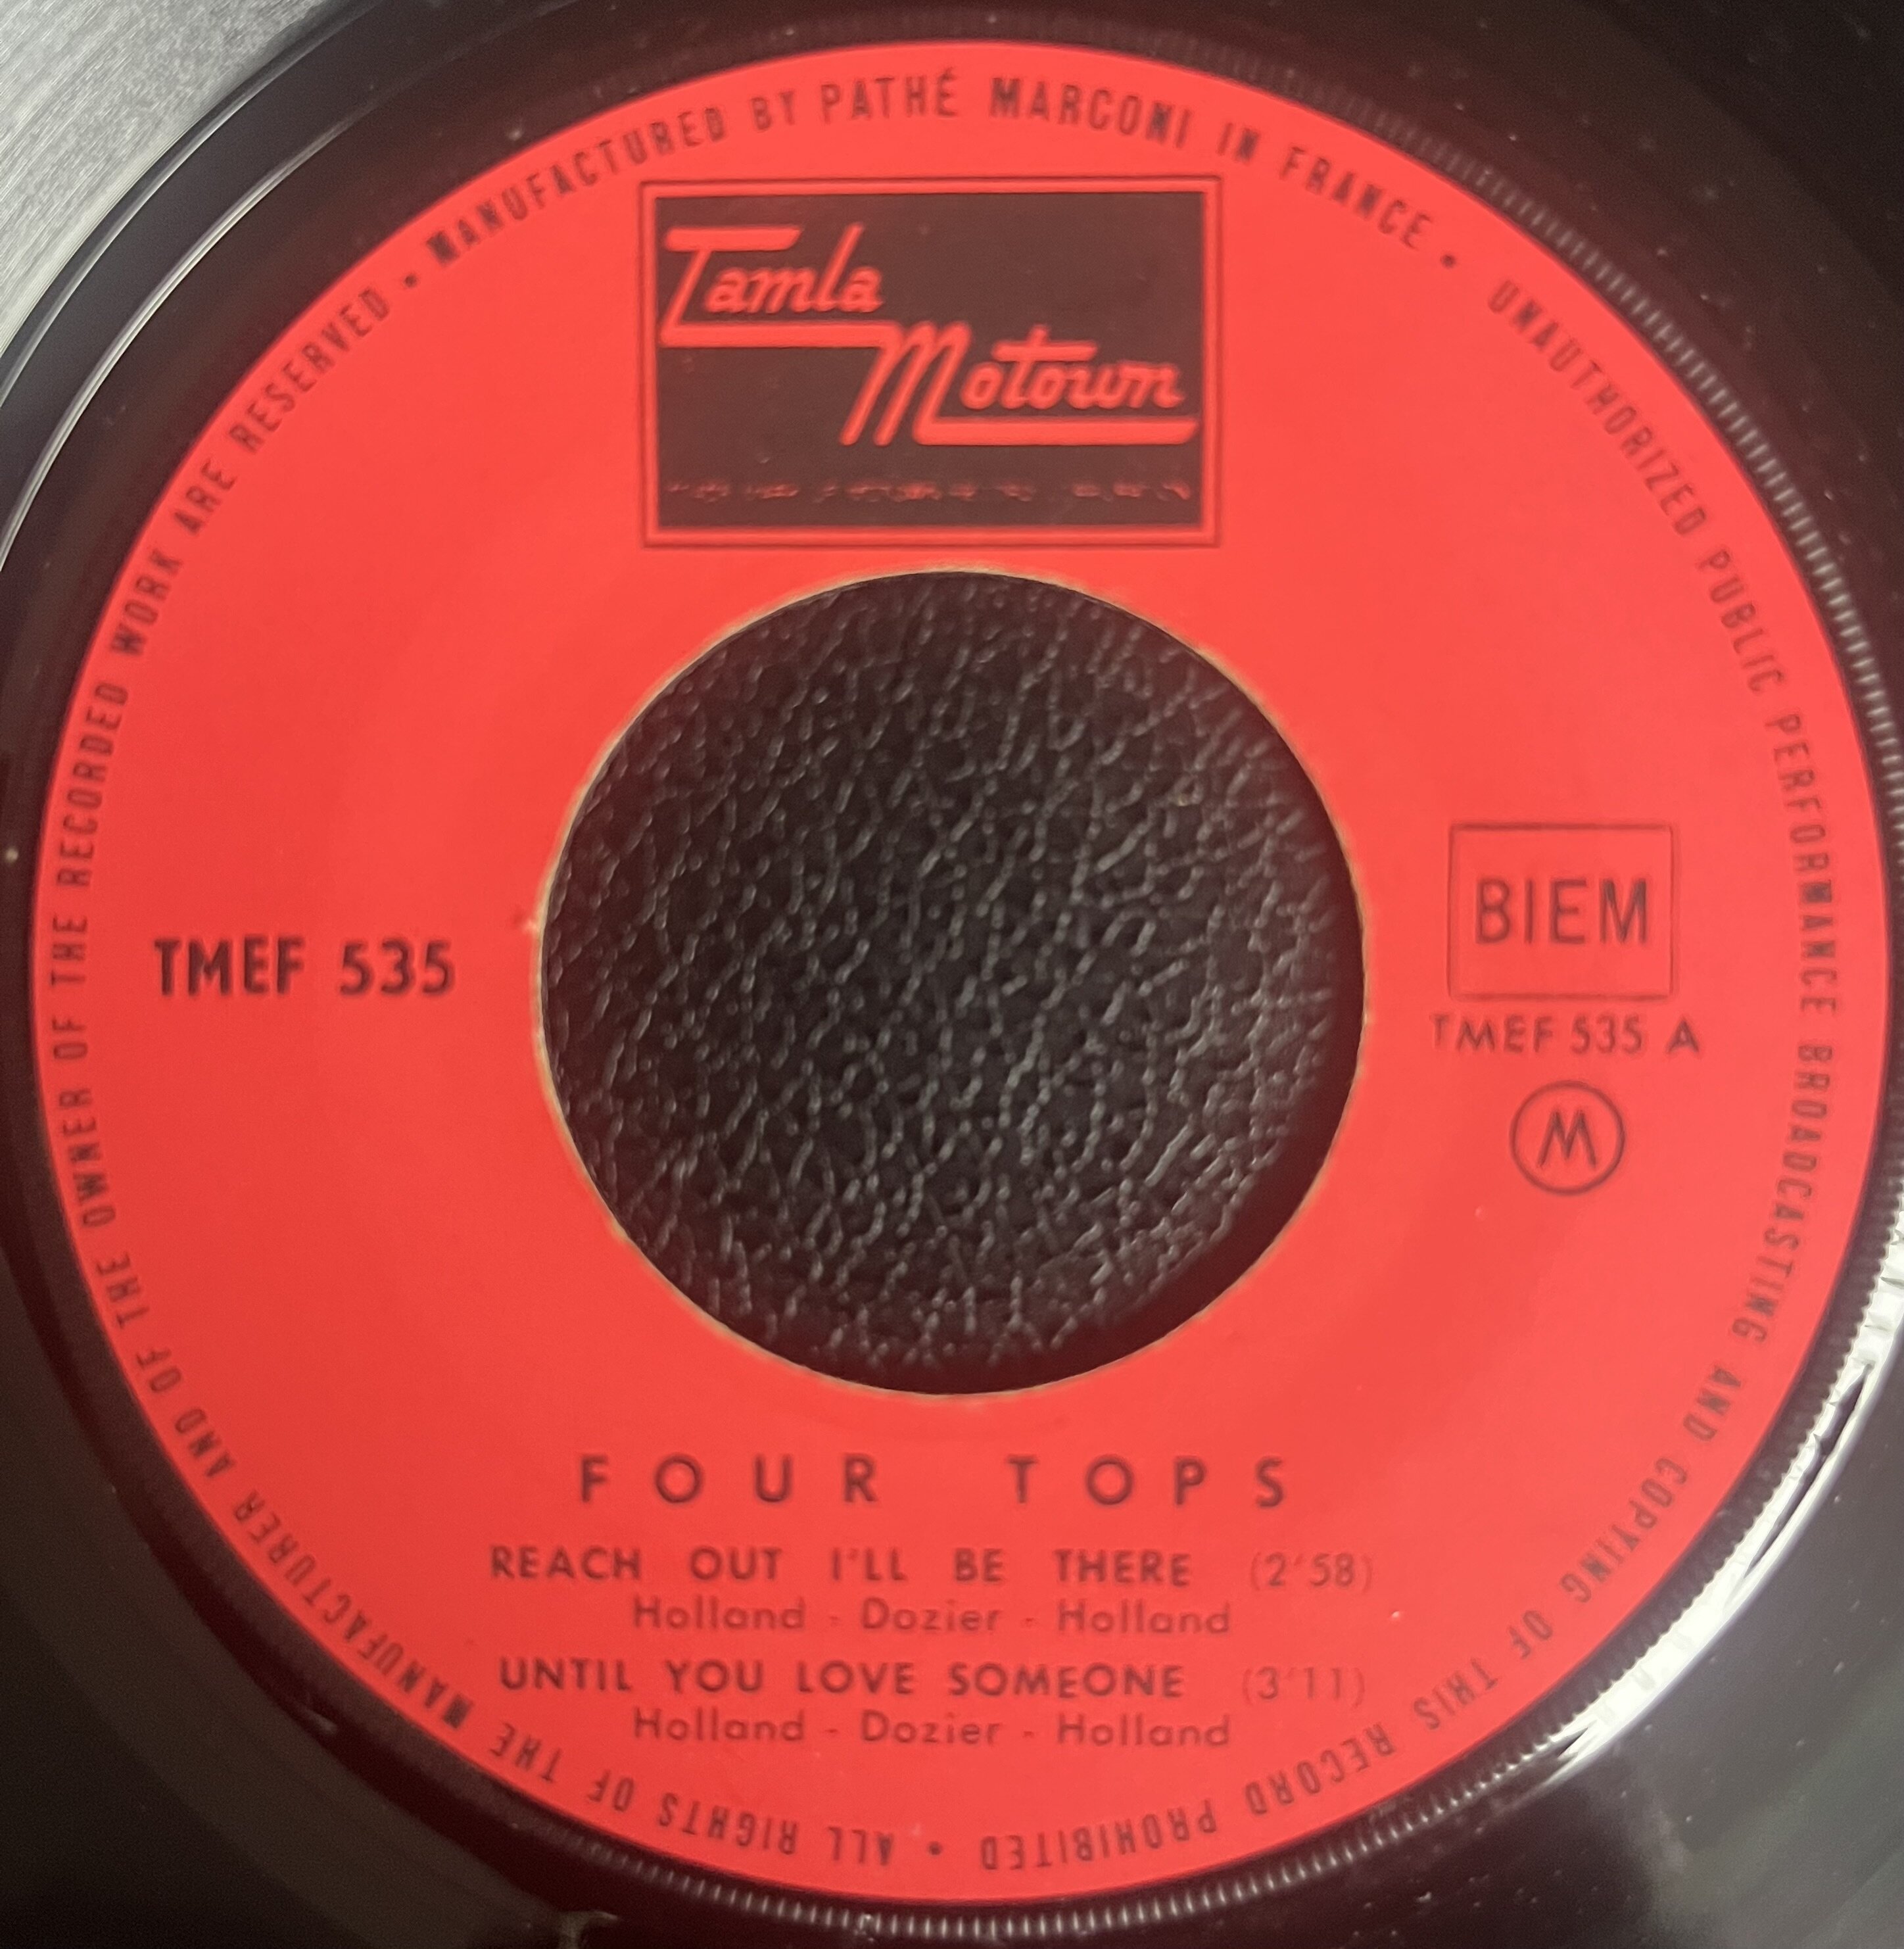 MANUFACTURED BY PATHÉ MARCONI IN FRANCE • UNAUTHORIZED PUBLIC PERFORMANCE BROADCASTING AND COPYING OF THIS RECORD PROHIBITED • ALL RIGHTS OF THE MANUFACTURER AND OF THE OWNER OF THE RECORDED WORK ARE RESERVED •
Tamla
Motown
TMEF 535
BIEM
TMEF 535 A
M
FOUR TOPS
REACH OUT I'LL BE THERE (2'58)
Holland - Dozier - Holland
UNTIL YOU LOVE SOMEONE (3'11)
Holland - Dozier - Holland